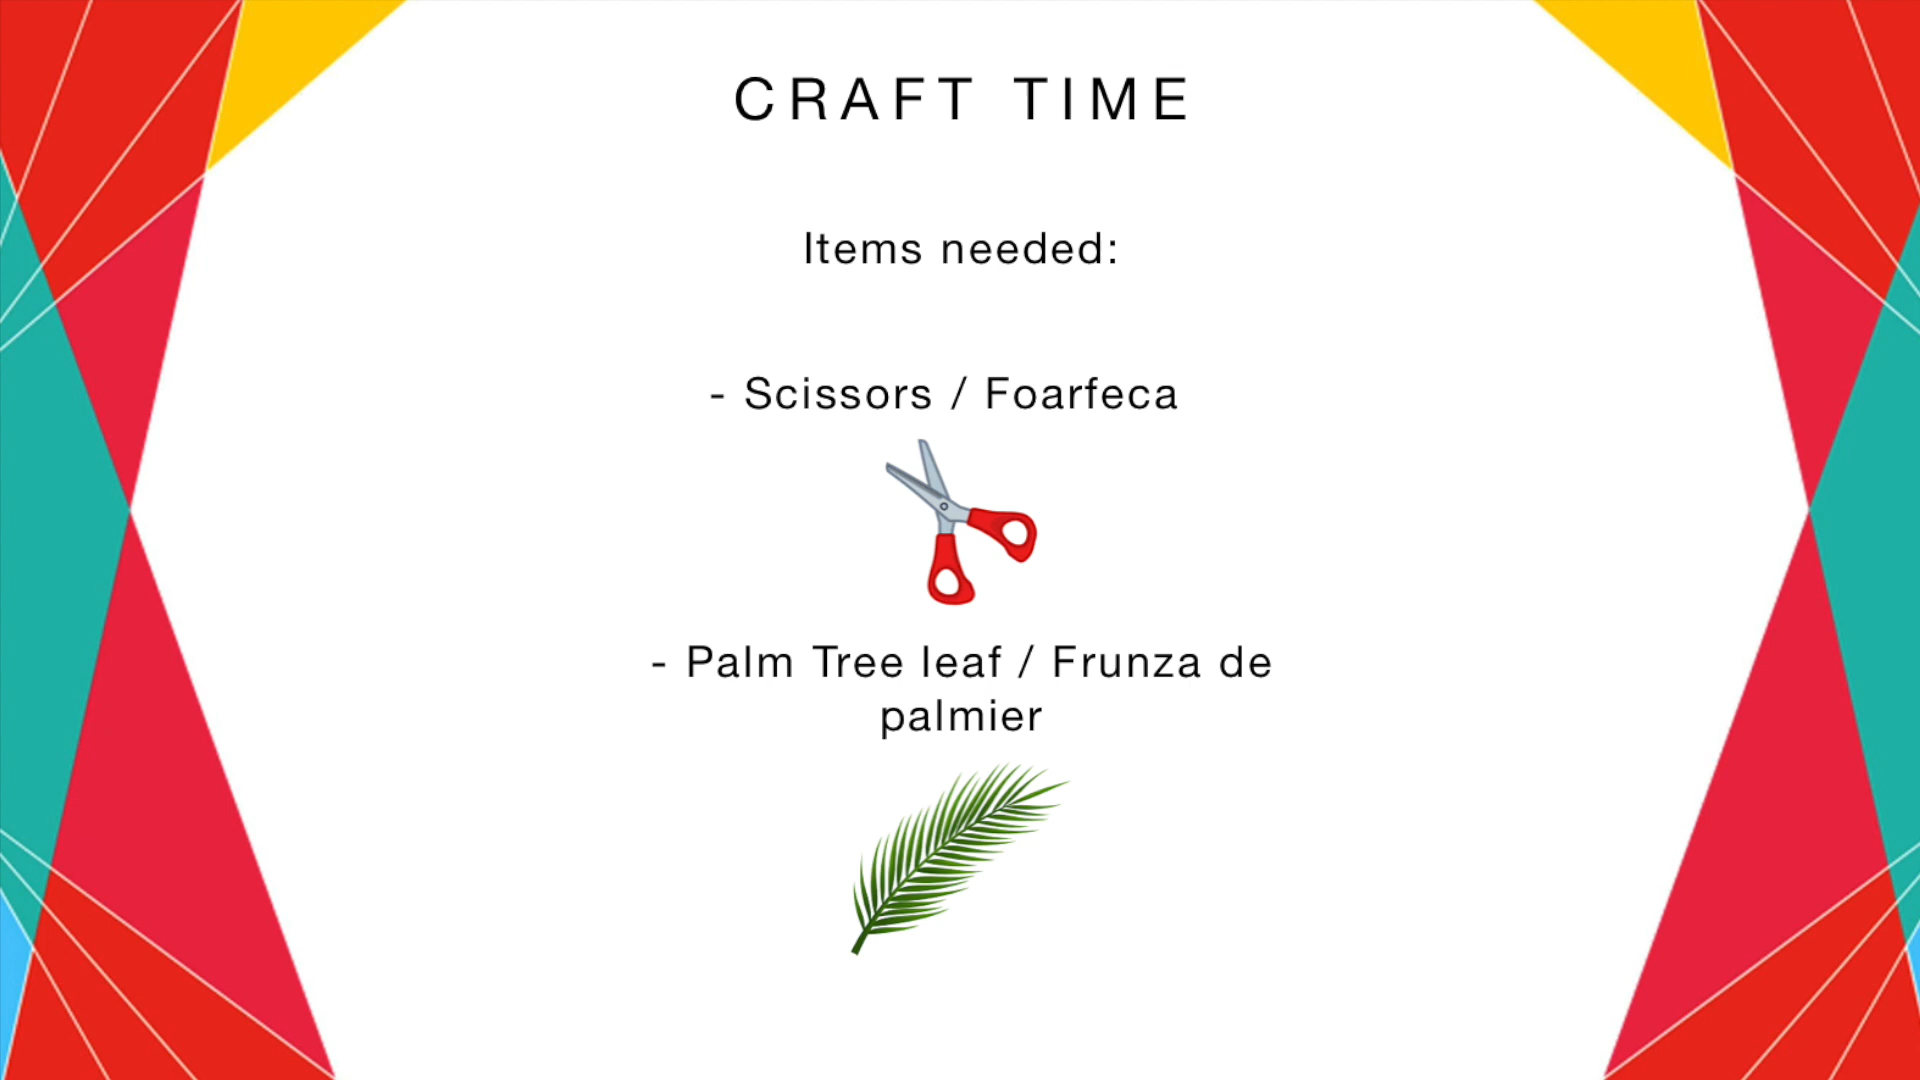 CRAFT TIME
Items needed:
- Scissors / Foarfeca
- Palm Tree leaf / Frunza de
palmier